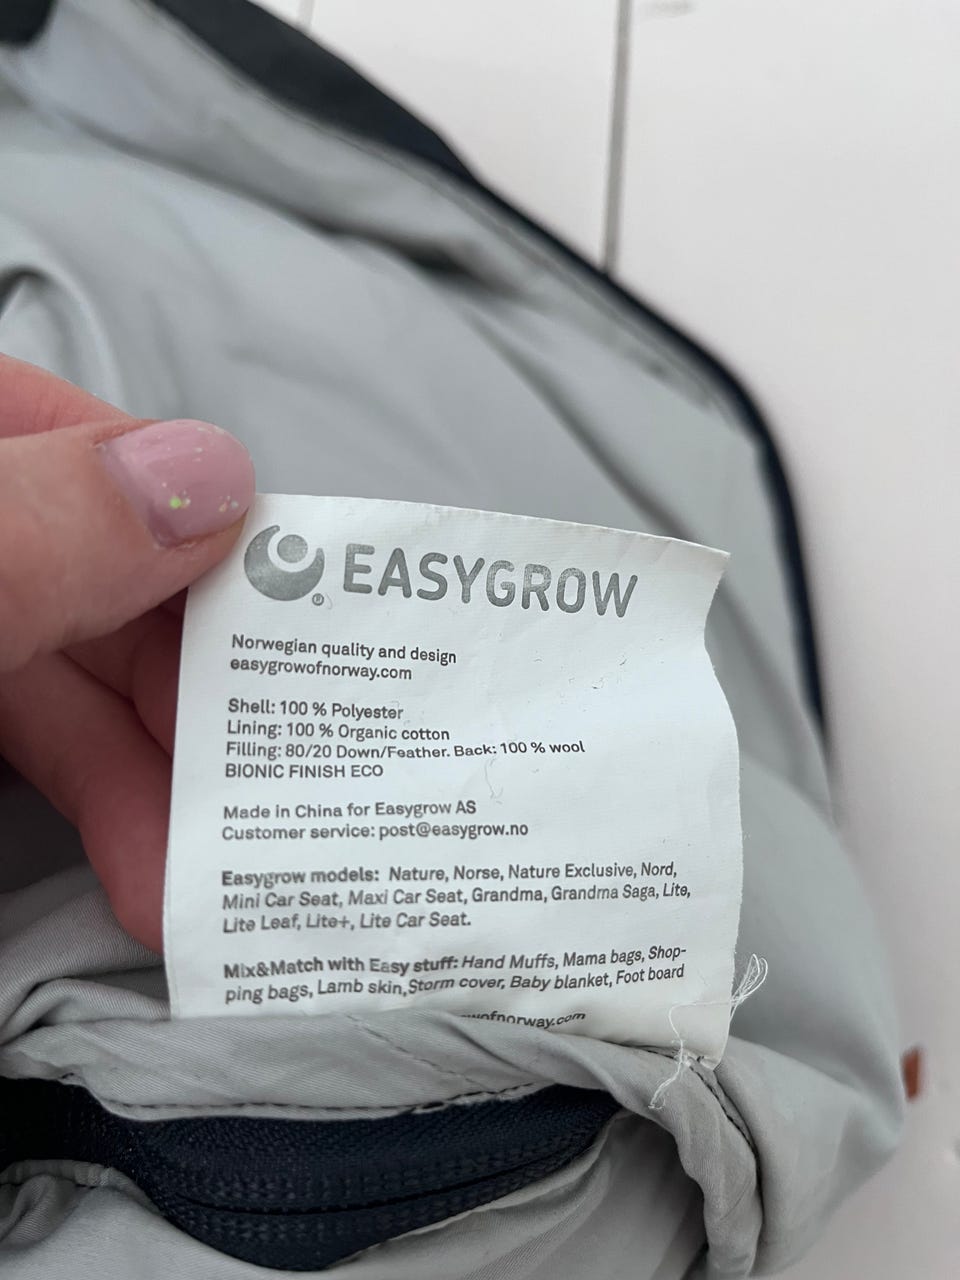 EASYGROW
®
Norwegian quality and design
easygrowofnorway.com
Shell: 100 % Polyester
Lining: 100 % Organic cotton
Filling: 80/20 Down/Feather. Back: 100 % wool
BIONIC FINISH ECO
Made in China for Easygrow AS
Customer service: post@easygrow.no
Easygrow models: Nature, Norse, Nature Exclusive, Nord,
Mini Car Seat, Maxi Car Seat, Grandma, Grandma Saga, Lite,
Lite Leaf, Lite+, Lite Car Seat.
Mix&Match with Easy stuff: Hand Muffs, Mama bags, Shop-
ping bags, Lamb skin,Storm cover, Baby blanket, Foot board
wofnorway.com